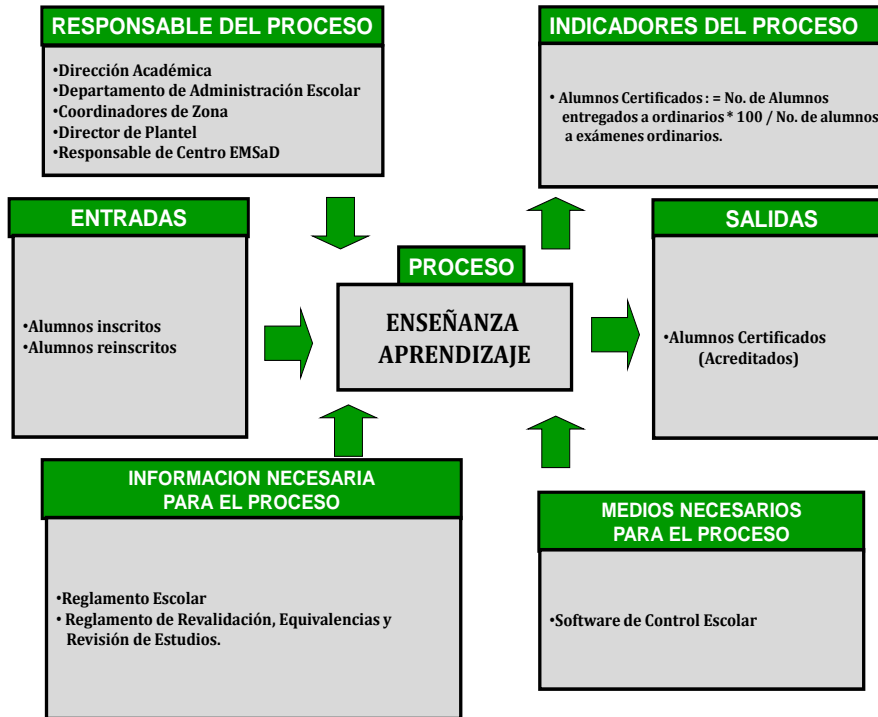 RESPONSABLE DEL PROCESO
•Dirección Académica
•Departamento de Administración Escolar
•Coordinadores de Zona
•Director de Plantel
•Responsable de Centro EMSaD
INDICADORES DEL PROCESO
• Alumnos Certificados : = No. de Alumnos
entregados a ordinarios * 100 / No. de alumnos
a exámenes ordinarios.
ENTRADAS
•Alumnos inscritos
•Alumnos reinscritos
PROCESO
ENSEÑANZA
APRENDIZAJE
SALIDAS
•Alumnos Certificados
(Acreditados)
INFORMACION NECESARIA
PARA EL PROCESO
•Reglamento Escolar
• Reglamento de Revalidación, Equivalencias y
Revisión de Estudios.
MEDIOS NECESARIOS
PARA EL PROCESO
•Software de Control Escolar